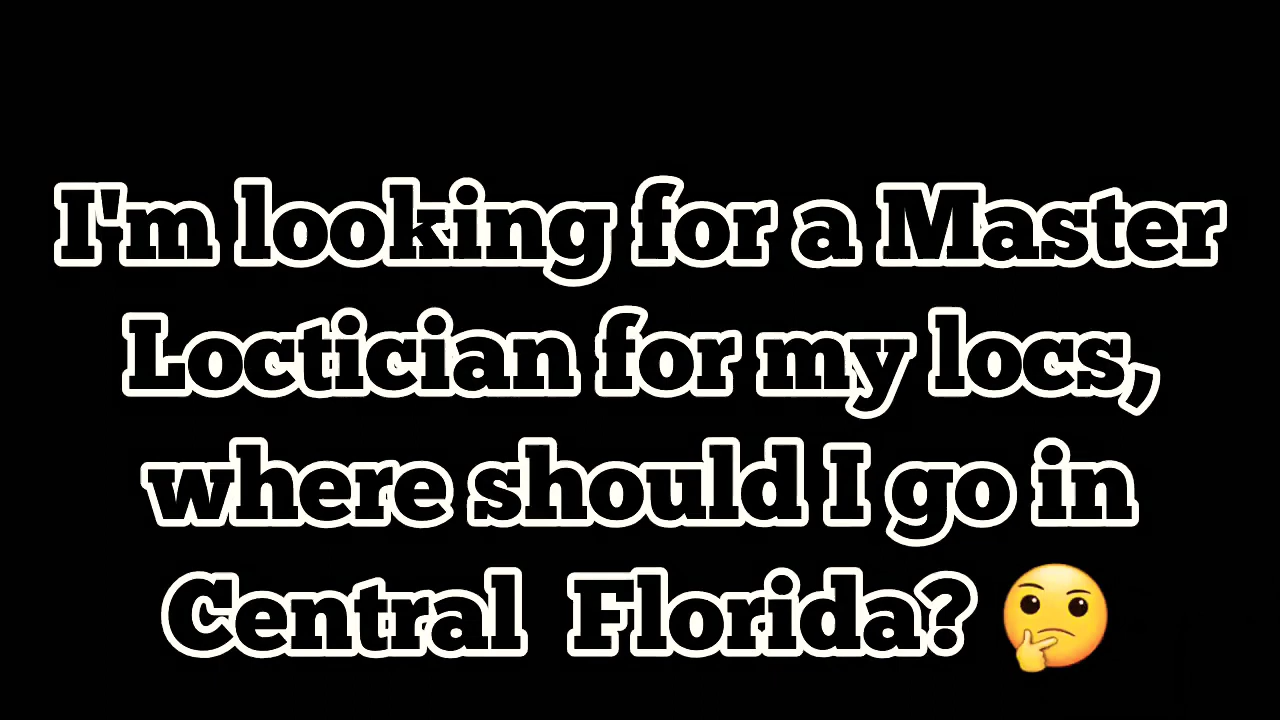 I'm looking for a Master
Loctician for my locs,
where should I go in
Central  Florida? 🤔